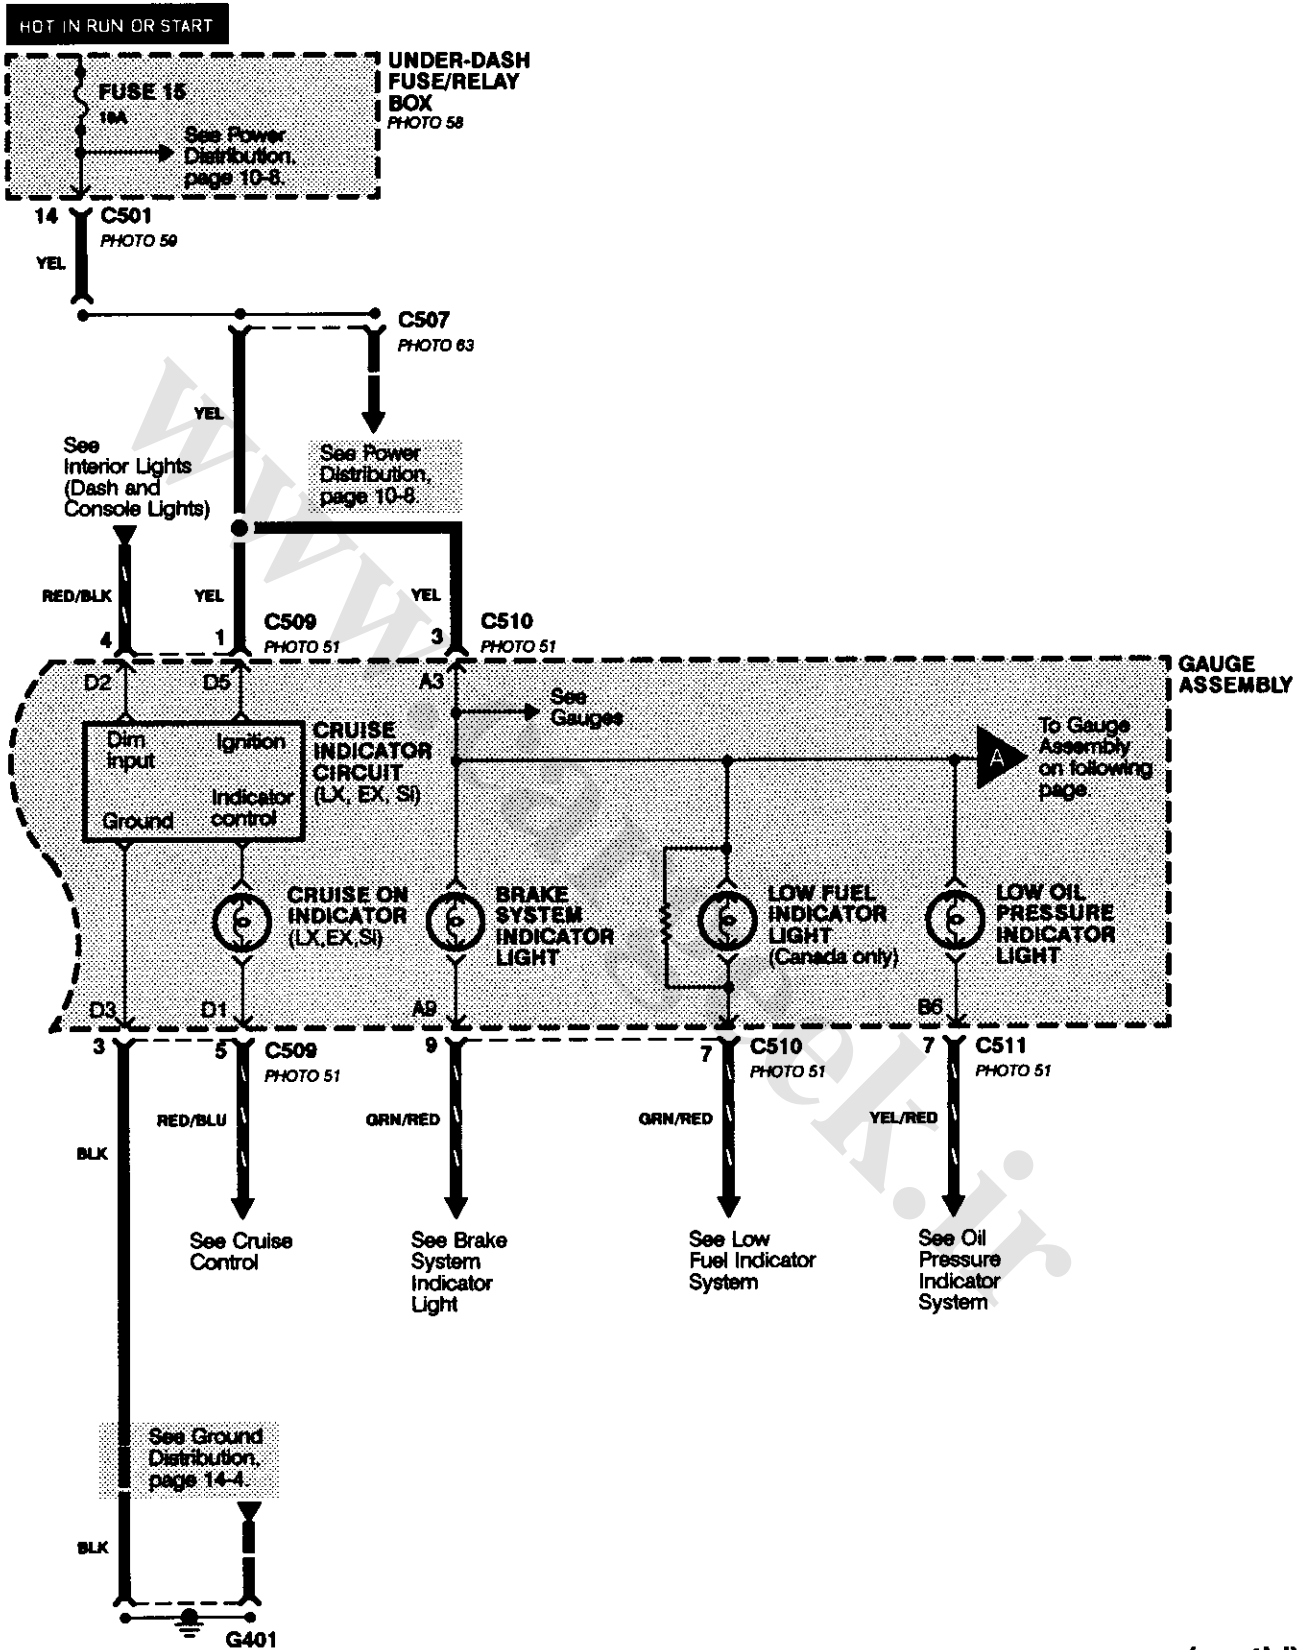 HOT IN RUN OR START
UNDER-DASH
FUSE/RELAY
BOX
PHOTO 58
FUSE 15
10A
See Power
Distribution,
page 10-8.
14
C501
PHOTO 59
YEL
C507
PHOTO 63
YEL
See Power
Distribution,
page 10-8.
See
Interior Lights
(Dash and
Console Lights)
RED/BLK
YEL
YEL
4
1
C509
PHOTO 51
3
C510
PHOTO 51
GAUGE
ASSEMBLY
D2
D5
A3
See
Gauges
Dim
input
Ignition
Ground
Indicator
control
CRUISE
INDICATOR
CIRCUIT
(LX, EX, Si)
A
To Gauge
Assembly
on following
page.
CRUISE ON
INDICATOR
(LX,EX,Si)
BRAKE
SYSTEM
INDICATOR
LIGHT
LOW FUEL
INDICATOR
LIGHT
(Canada only)
LOW OIL
PRESSURE
INDICATOR
LIGHT
D3
D1
A9
B6
3
5
C509
PHOTO 51
9
7
C510
PHOTO 51
7
C511
PHOTO 51
BLK
RED/BLU
GRN/RED
GRN/RED
YEL/RED
See Cruise
Control
See Brake
System
Indicator
Light
See Low
Fuel Indicator
System
See Oil
Pressure
Indicator
System
See Ground
Distribution,
page 14-4.
BLK
G401